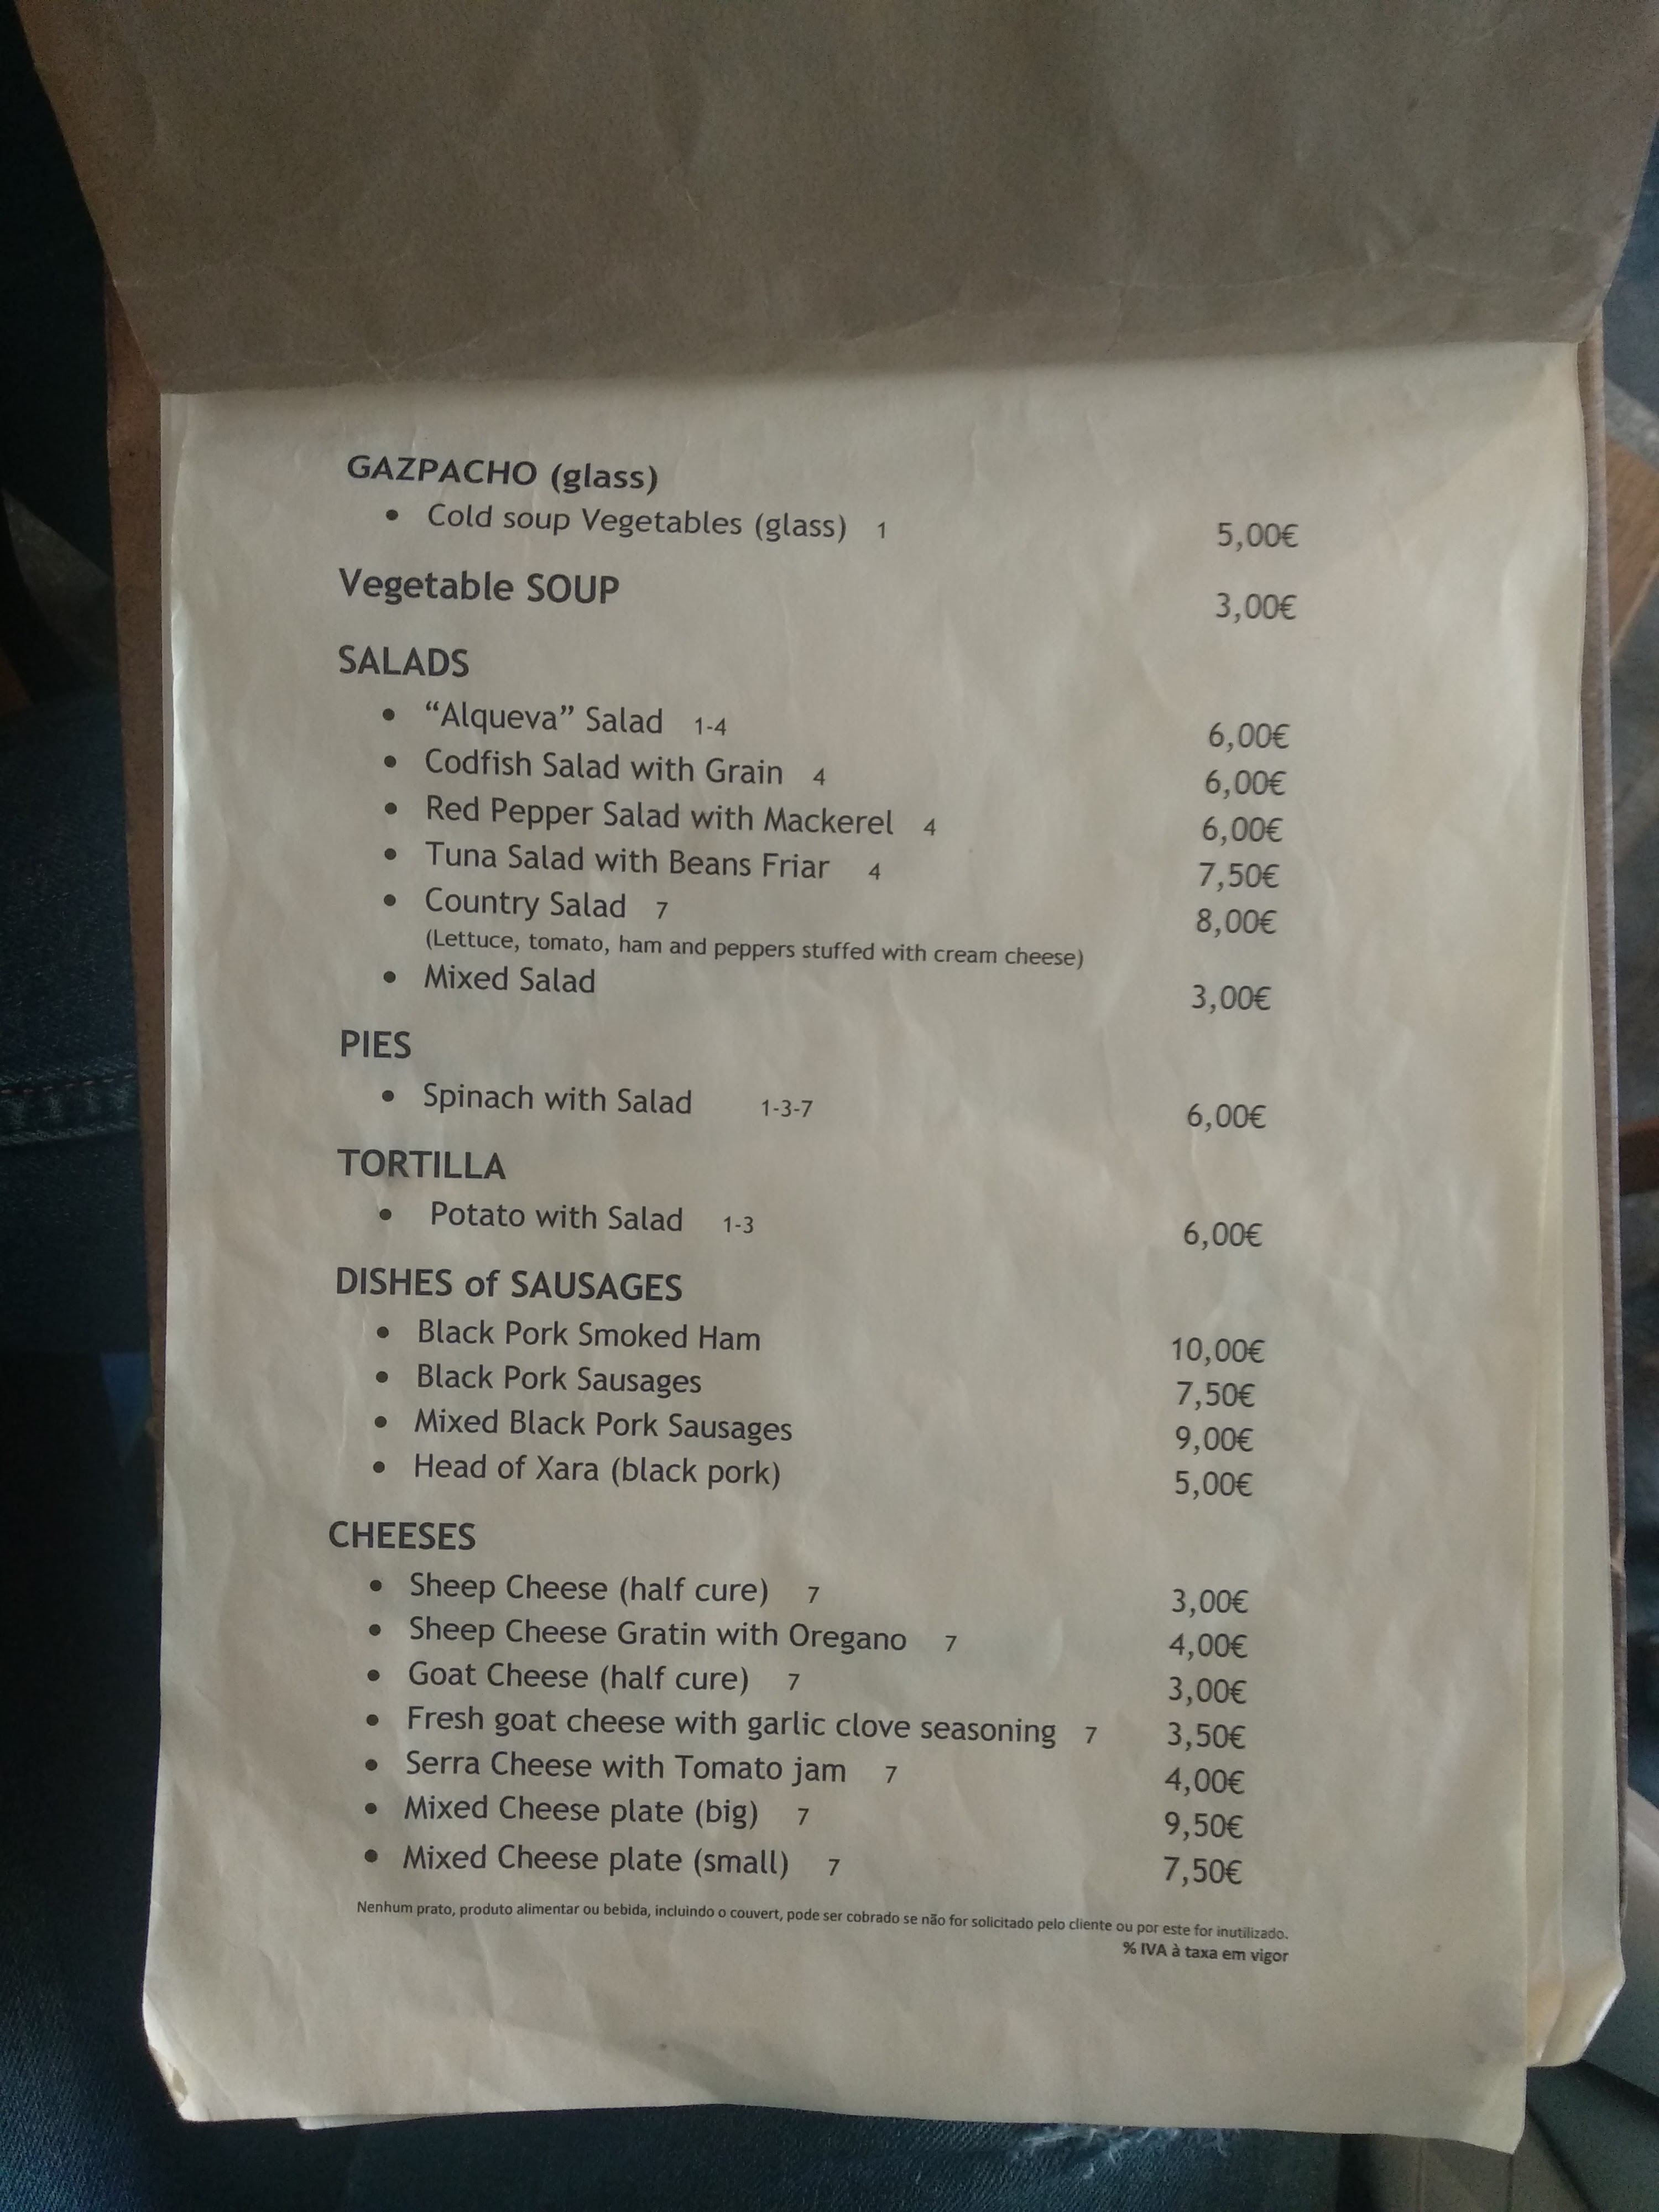 GAZPACHO (glass)
• Cold soup Vegetables (glass) 1 5,00€
Vegetable SOUP 3,00€
SALADS
• “Alqueva” Salad 1-4 6,00€
• Codfish Salad with Grain 4 6,00€
• Red Pepper Salad with Mackerel 4 6,00€
• Tuna Salad with Beans Friar 4 7,50€
• Country Salad 7 8,00€
(Lettuce, tomato, ham and peppers stuffed with cream cheese)
• Mixed Salad 3,00€
PIES
• Spinach with Salad 1-3-7 6,00€
TORTILLA
• Potato with Salad 1-3 6,00€
DISHES of SAUSAGES
• Black Pork Smoked Ham 10,00€
• Black Pork Sausages 7,50€
• Mixed Black Pork Sausages 9,00€
• Head of Xara (black pork) 5,00€
CHEESES
• Sheep Cheese (half cure) 7 3,00€
• Sheep Cheese Gratin with Oregano 7 4,00€
• Goat Cheese (half cure) 7 3,00€
• Fresh goat cheese with garlic clove seasoning 7 3,50€
• Serra Cheese with Tomato jam 7 4,00€
• Mixed Cheese plate (big) 7 9,50€
• Mixed Cheese plate (small) 7 7,50€
Nenhum prato, produto alimentar ou bebida, incluindo o couvert, pode ser cobrado se não for solicitado pelo cliente ou por este for inutilizado.
% IVA à taxa em vigor